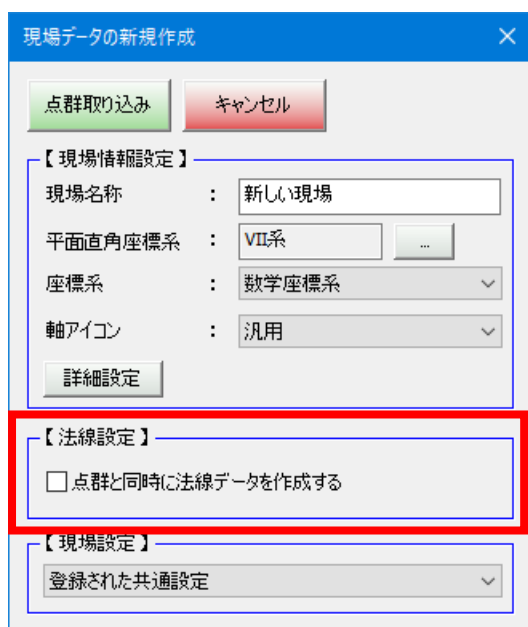 現場データの新規作成
点群取り込み キャンセル
【 現場情報設定 】
現場名称 : 新しい現場
平面直角座標系 : VII系 ...
座標系 : 数学座標系
軸アイコン : 汎用
詳細設定
【 法線設定 】
点群と同時に法線データを作成する
【 現場設定 】
登録された共通設定